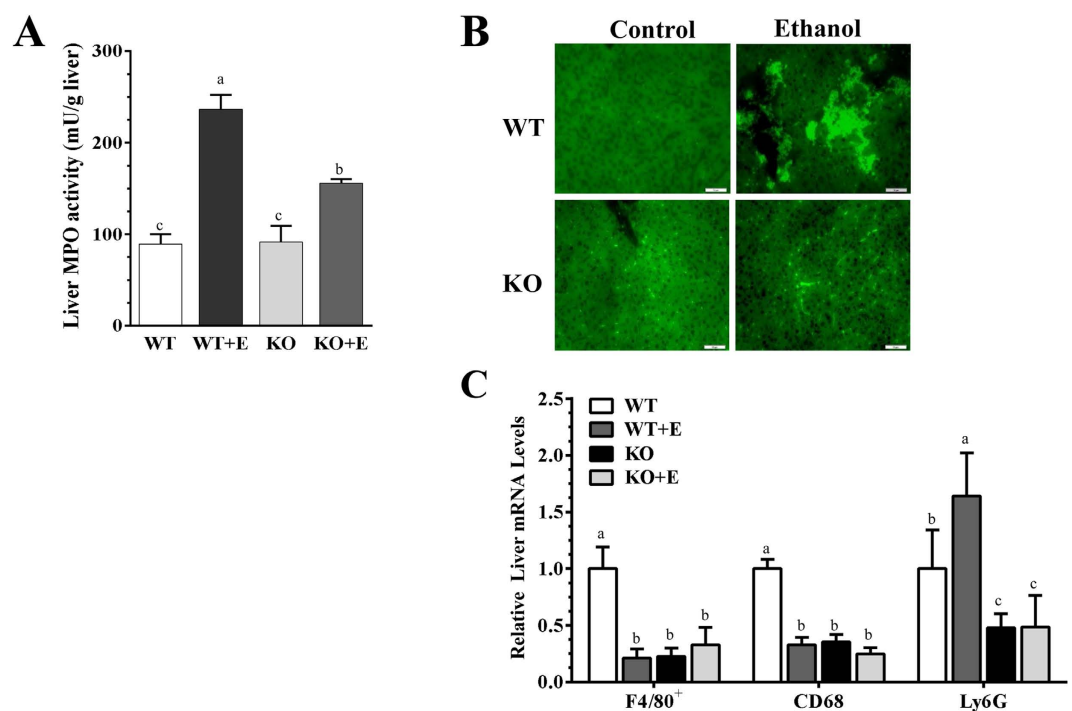 A
Liver MPO activity (mU/g liver)
300
200
100
0
a
b
c
c
WT WT+E KO KO+E
B
Control Ethanol
WT
KO
C
Relative Liver mRNA Levels
2.5
2.0
1.5
1.0
0.5
0.0
WT
WT+E
KO
KO+E
a b b b
a b b b
b a c c
F4/80+ CD68 Ly6G